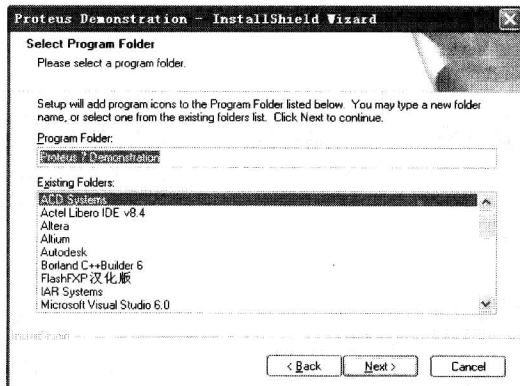 Proteus Demonstration - InstallShield Wizard
Select Program Folder
Please select a program folder.
Setup will add program icons to the Program Folder listed below. You may type a new folder
name, or select one from the existing folders list. Click Next to continue.
Program Folder:
Proteus 7 Demonstration
Existing Folders:
ACD Systems
Actel Libero IDE v8.4
Altera
Altium
Autodesk
Borland C++Builder 6
FlashFXP 汉化版
IAR Systems
Microsoft Visual Studio 6.0
InstallShield
< Back
Next >
Cancel